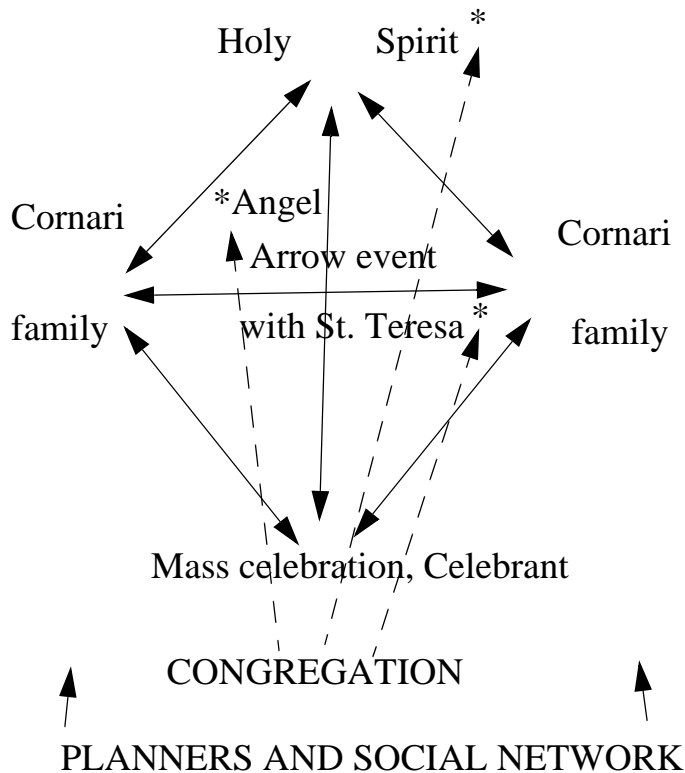 Holy Spirit *
*Angel
Cornari Cornari
Arrow event
with St. Teresa *
family family
Mass celebration, Celebrant
CONGREGATION
PLANNERS AND SOCIAL NETWORK